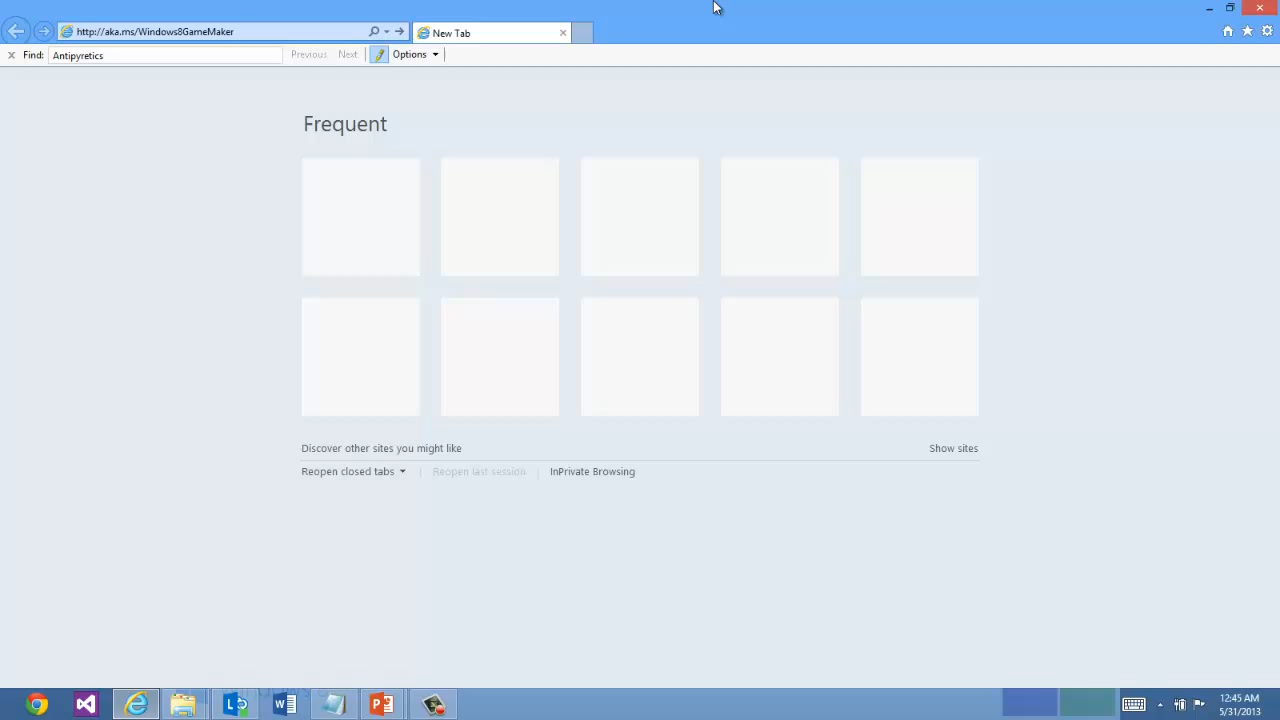 http://aka.ms/Windows8GameMaker
New Tab
Find: Antipyretics Previous Next Options
Frequent
Discover other sites you might like Show sites
Reopen closed tabs Reopen last session InPrivate Browsing
12:45 AM
5/31/2013